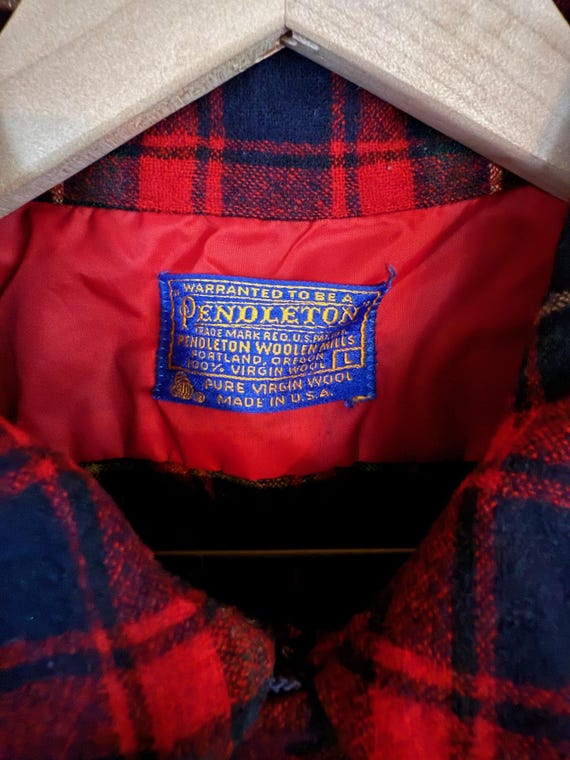 "WARRANTED TO BE A
PENDLETON"
TRADE MARK REG. U.S. PAT.
PENDLETON WOOLEN MILLS
PORTLAND, OREGON
L
100% VIRGIN WOOL
PURE VIRGIN WOOL
MADE IN U.S.A.